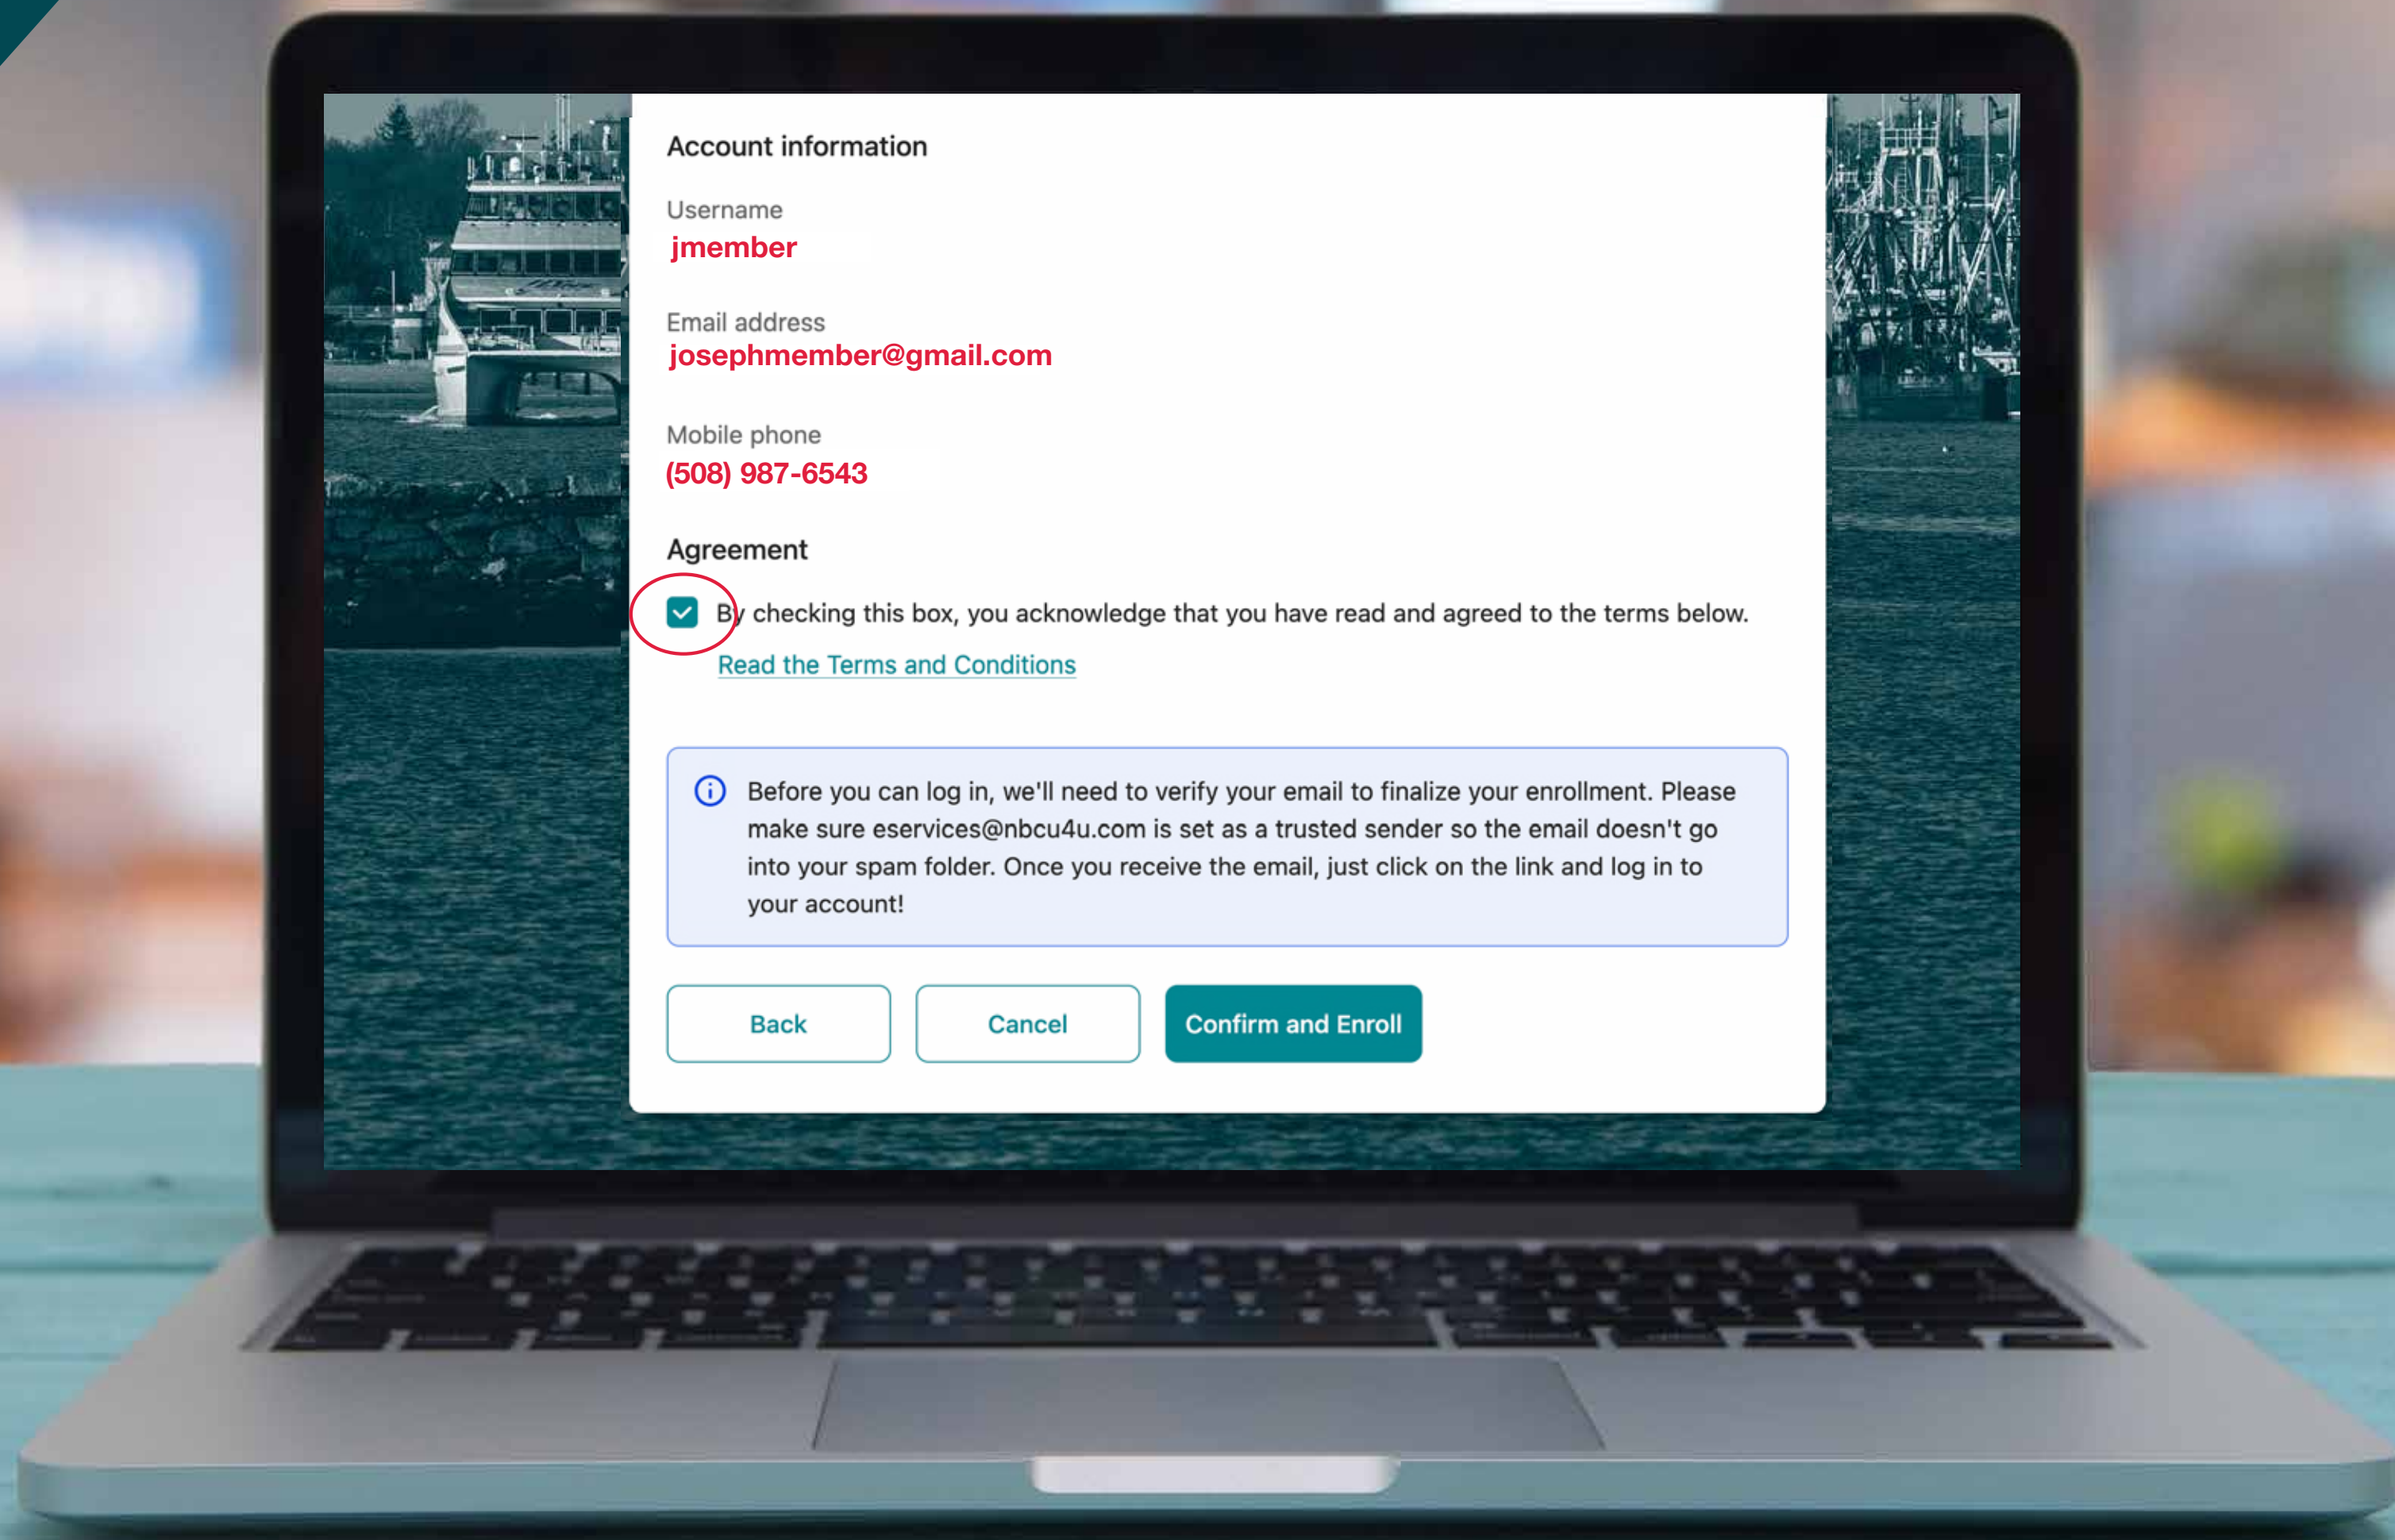 Account information
Username
jmember
Email address
josephmember@gmail.com
Mobile phone
(508) 987-6543
Agreement
By checking this box, you acknowledge that you have read and agreed to the terms below.
Read the Terms and Conditions
Before you can log in, we'll need to verify your email to finalize your enrollment. Please
make sure eservices@nbcu4u.com is set as a trusted sender so the email doesn't go
into your spam folder. Once you receive the email, just click on the link and log in to
your account!
Back
Cancel
Confirm and Enroll